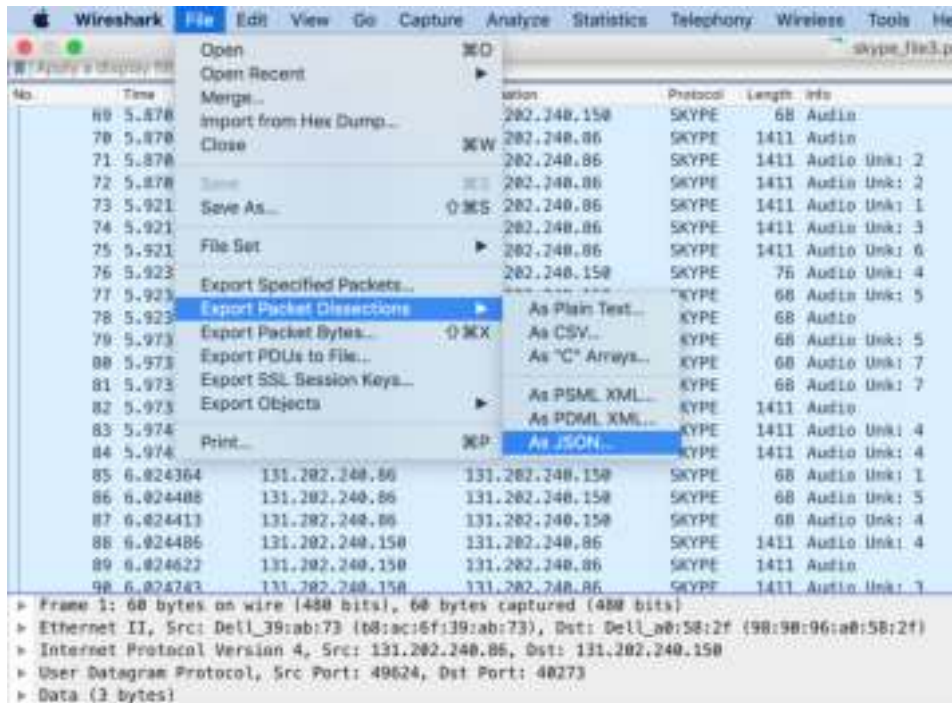 Wireshark File Edit View Go Capture Analyze Statistics Telephony Wireless Tools
skype_file3.p
Open ⌘O
Open Recent ▶
Merge...
Import from Hex Dump...
Close ⌘W
Save ⌘S
Save As... ⇧⌘S
File Set ▶
Export Specified Packets...
Export Packet Dissections ▶
Export Packet Bytes... ⇧⌘X
Export PDUs to File...
Export SSL Session Keys...
Export Objects ▶
Print... ⌘P
As Plain Text...
As CSV...
As "C" Arrays...
As PSML XML...
As PDML XML...
As JSON...
No. Time Protocol Length Info
69 5.870 202.240.150 SKYPE 68 Audio
70 5.870 202.240.86 SKYPE 1411 Audio
71 5.870 202.240.86 SKYPE 1411 Audio Unk: 2
72 5.870 202.240.86 SKYPE 1411 Audio Unk: 2
73 5.921 202.240.86 SKYPE 1411 Audio Unk: 1
74 5.921 202.240.86 SKYPE 1411 Audio Unk: 3
75 5.921 202.240.86 SKYPE 1411 Audio Unk: 6
76 5.923 202.240.150 SKYPE 76 Audio Unk: 4
77 5.923 KYPE 68 Audio Unk: 5
78 5.923 KYPE 68 Audio
79 5.973 KYPE 68 Audio Unk: 5
80 5.973 KYPE 68 Audio Unk: 7
81 5.973 KYPE 68 Audio Unk: 7
82 5.973 KYPE 1411 Audio
83 5.974 KYPE 1411 Audio Unk: 4
84 5.974 KYPE 1411 Audio Unk: 4
85 6.024364 131.202.240.86 131.202.240.150 SKYPE 68 Audio Unk: 1
86 6.024408 131.202.240.86 131.202.240.150 SKYPE 68 Audio Unk: 5
87 6.024413 131.202.240.86 131.202.240.150 SKYPE 68 Audio Unk: 5
88 6.024486 131.202.240.150 131.202.240.86 SKYPE 1411 Audio Unk: 4
89 6.024622 131.202.240.150 131.202.240.86 SKYPE 1411 Audio
90 6.024743 131.202.240.150 131.202.240.86 SKYPE 1411 Audio Unk: 3
Frame 1: 60 bytes on wire (480 bits), 60 bytes captured (480 bits)
Ethernet II, Src: Dell_39:ab:73 (b8:ac:6f:39:ab:73), Dst: Dell_a0:58:2f (98:90:96:a0:58:2f)
Internet Protocol Version 4, Src: 131.202.240.86, Dst: 131.202.240.150
User Datagram Protocol, Src Port: 49624, Dst Port: 40273
Data (3 bytes)